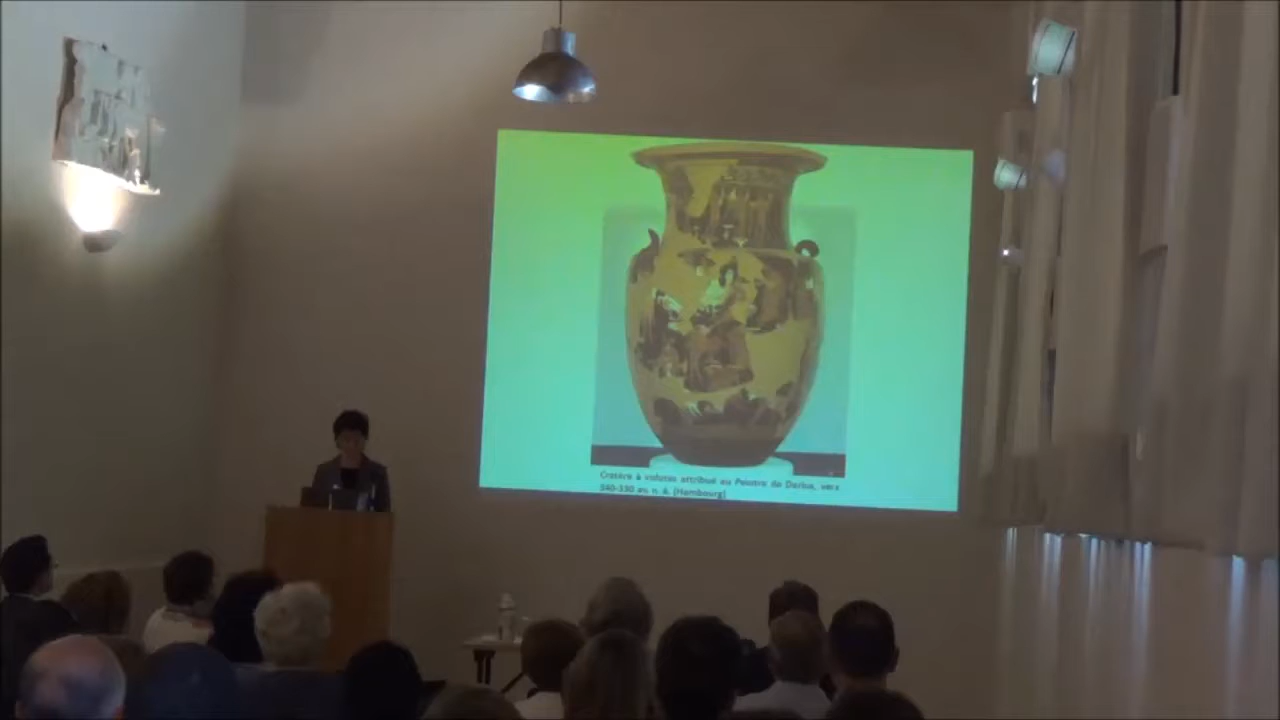 Cratère à volutes attribué au Peintre de Darius, vers
340-330 av. n. è. (Hambourg)